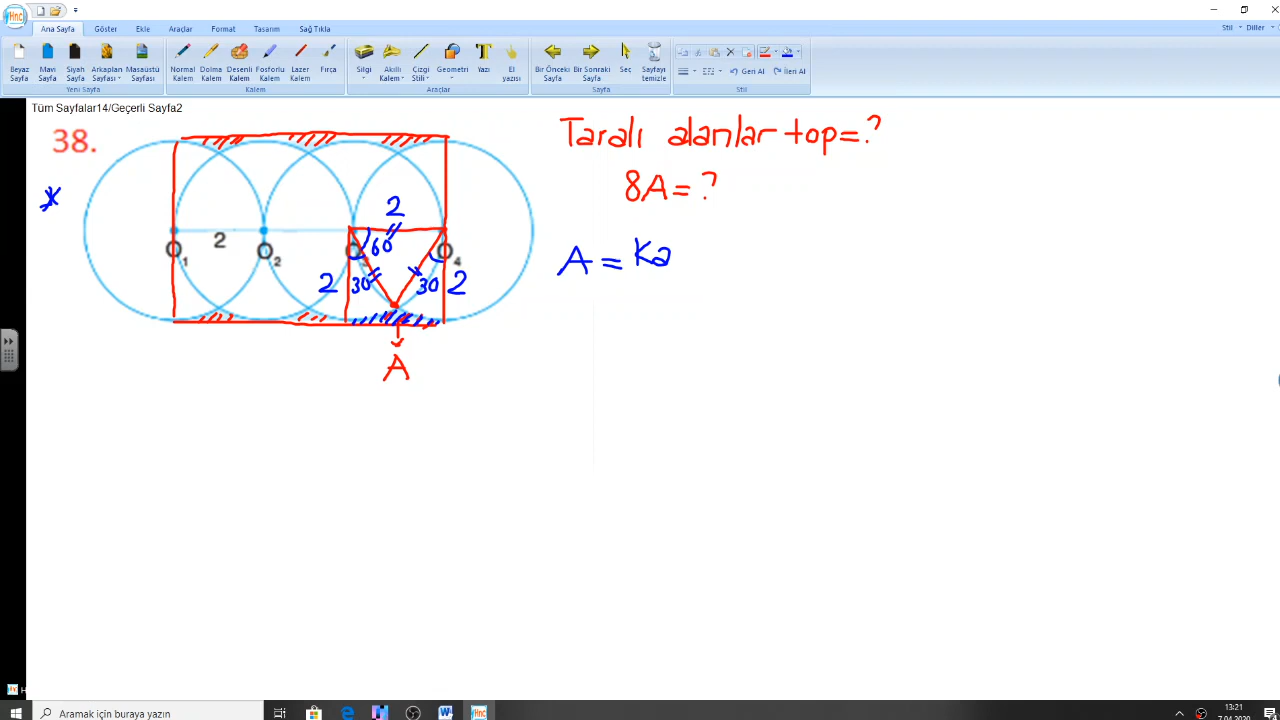 Ana Sayfa Göster Ekle Araçlar Format Tasarım Sağ Tıkla
Stil Diller
Beyaz Sayfa Mavi Sayfa Siyah Sayfa Arkaplan Sayfası Masaüstü Sayfası
Normal Kalem Dolma Kalem Desenli Kalem Fosforlu Kalem Lazer Kalem Fırça
Silgi Akıllı Kalem Çizgi Stili Geometri Yazı El yazısı
Bir Önceki Sayfa Bir Sonraki Sayfa Seç Sayfayı temizle
Geri Al İleri Al
Yeni Sayfa Kalem Araçlar Sayfa Stil
Tüm Sayfalar14/Geçerli Sayfa2
38.
Taralı alanlar top=?
8A=?
A = Ka
2
60
O1 2 O2 O4
2 30 30 2
A
H
Aramak için buraya yazın
13:21
7.04.2020